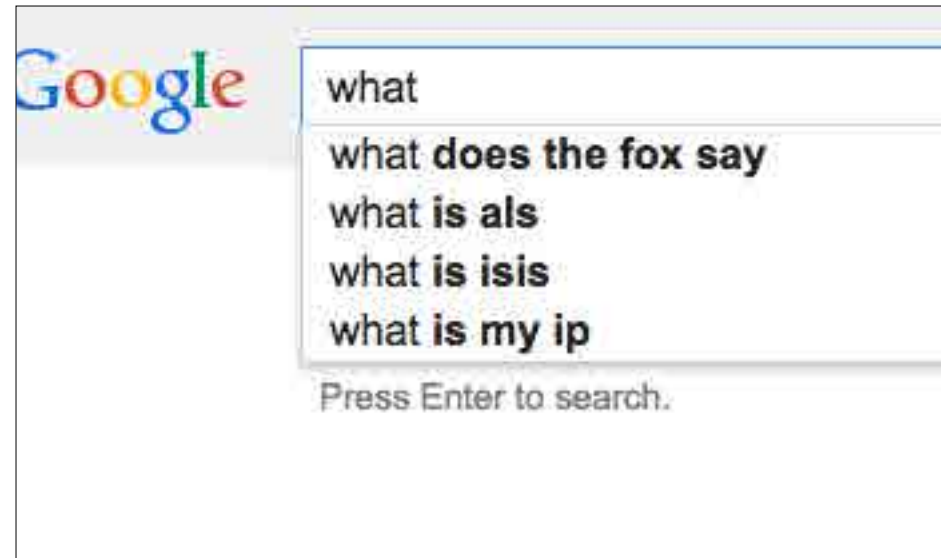 Google
what
what does the fox say
what is als
what is isis
what is my ip
Press Enter to search.